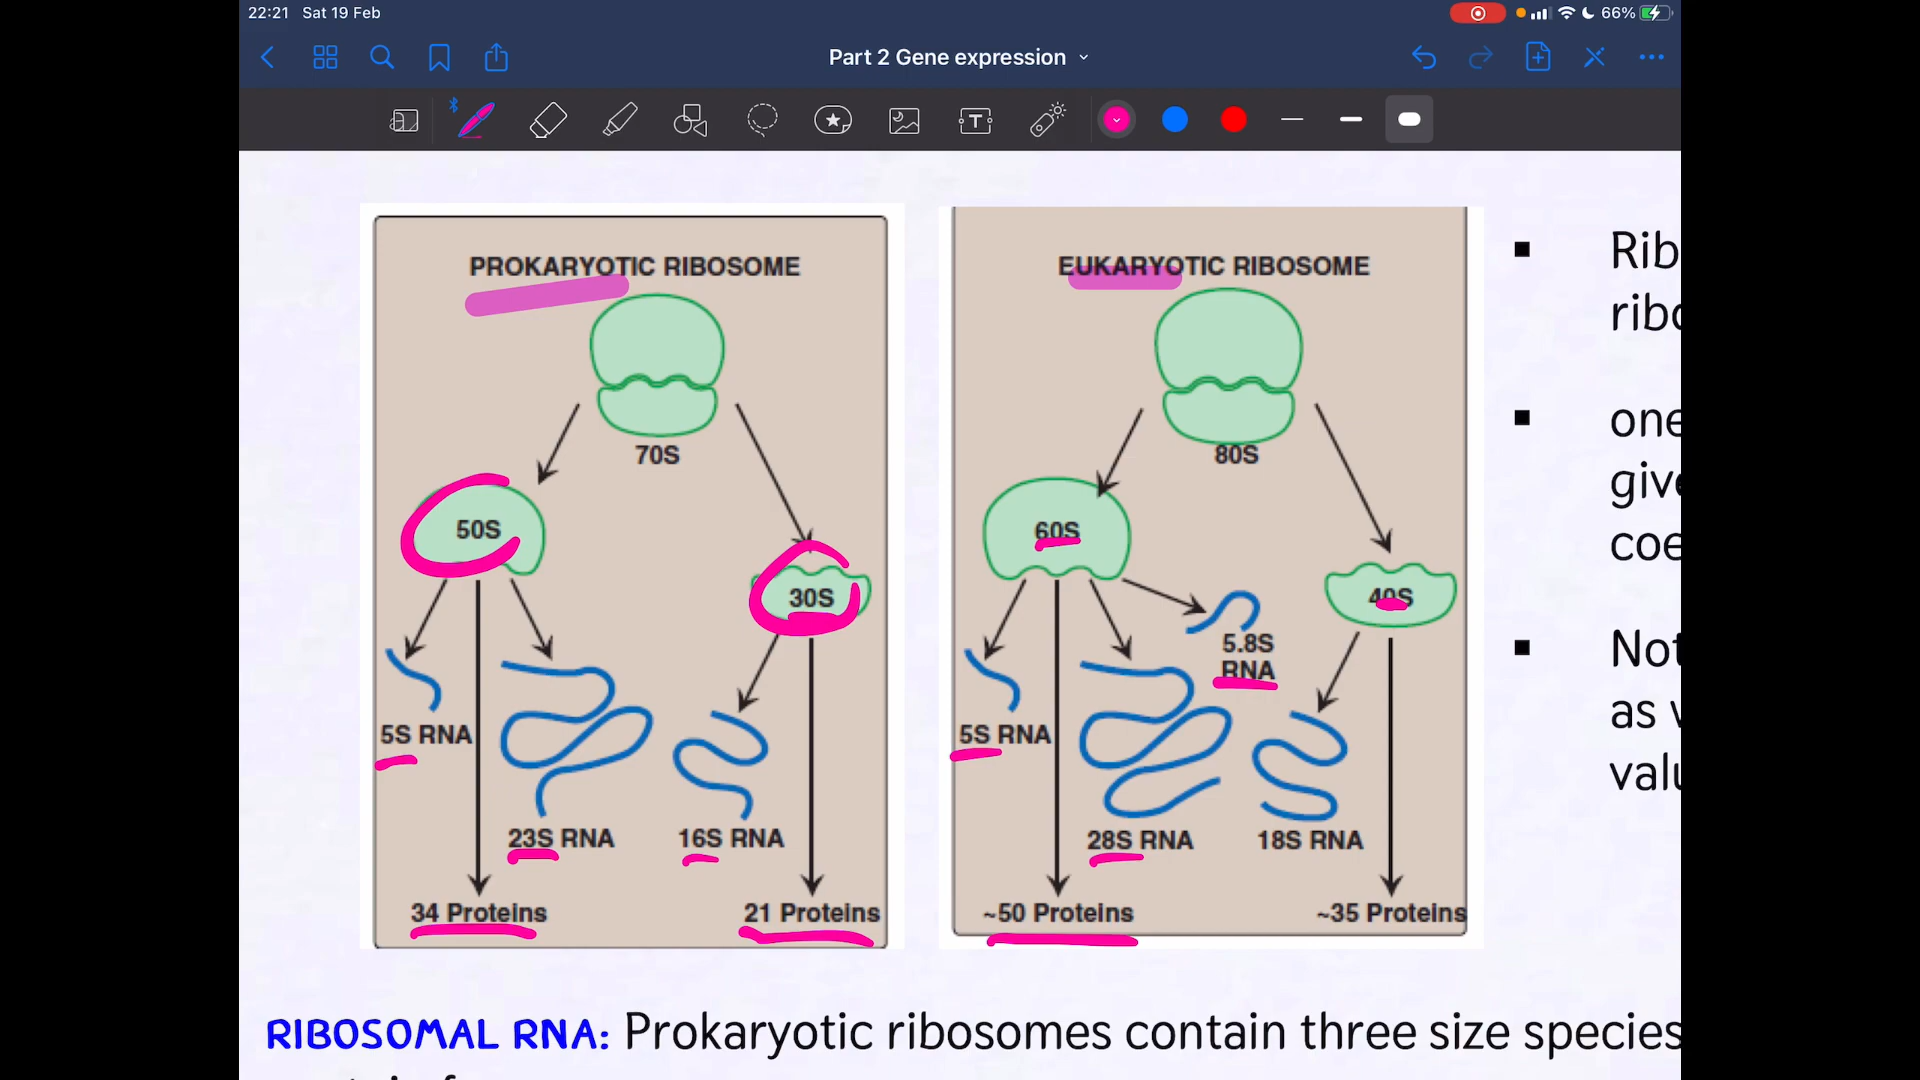 22:21 Sat 19 Feb
66%
Part 2 Gene expression
T
PROKARYOTIC RIBOSOME
70S
50S
30S
5S RNA
23S RNA
16S RNA
34 Proteins
21 Proteins
EUKARYOTIC RIBOSOME
80S
60S
40S
5.8S
RNA
5S RNA
28S RNA
18S RNA
~50 Proteins
~35 Proteins
Rib
ribo
one
give
coe
Not
as
valu
RIBOSOMAL RNA: Prokaryotic ribosomes contain three size species